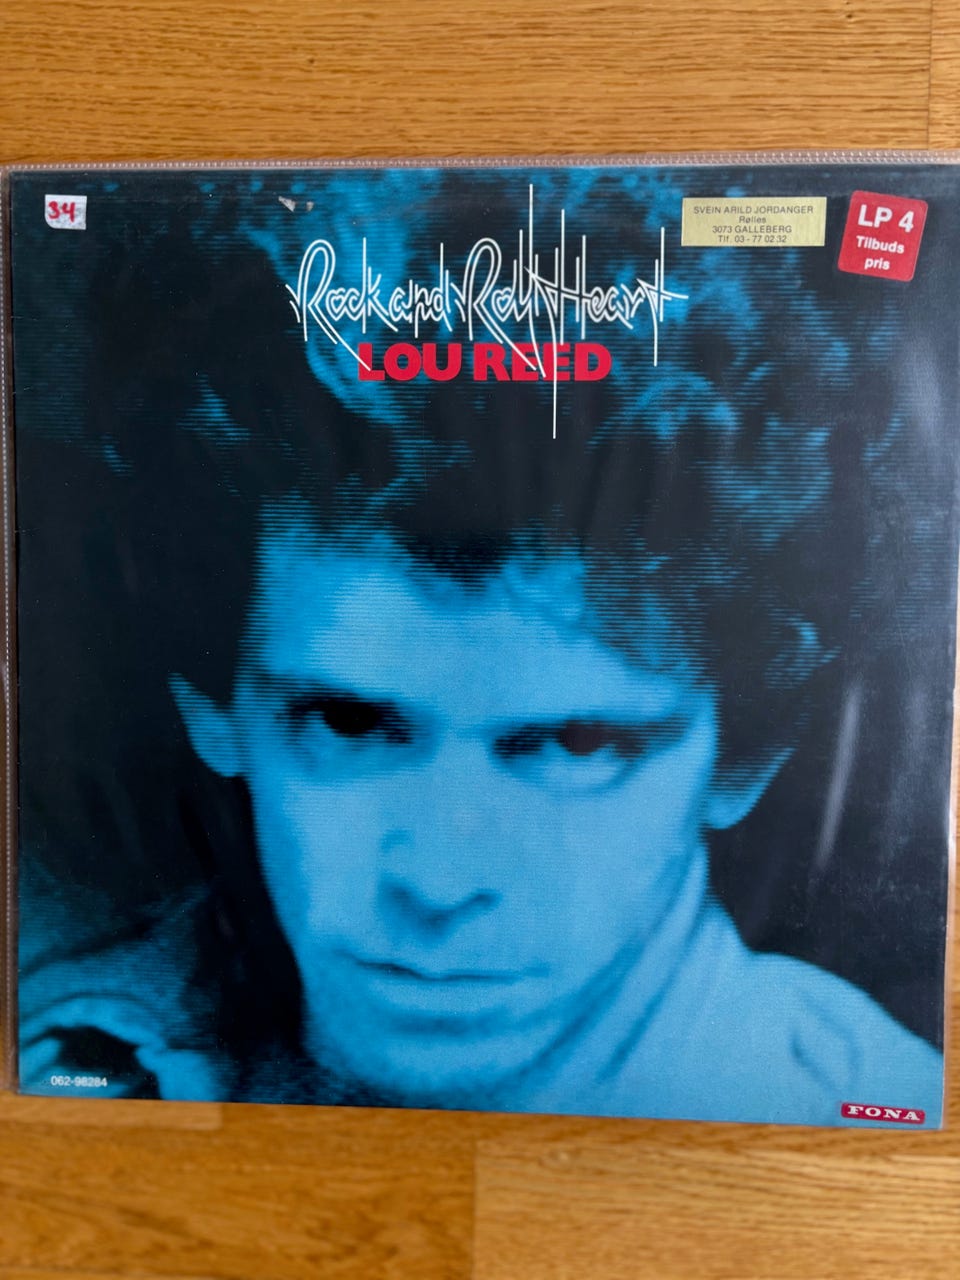 34
SVEIN ARILD JORDANGER
Rølles
3073 GALLEBERG
Tlf. 03 - 77 02 32
LP 4
Tilbuds
pris
Rock and Roll Heart
LOU REED
062-98284
FONA